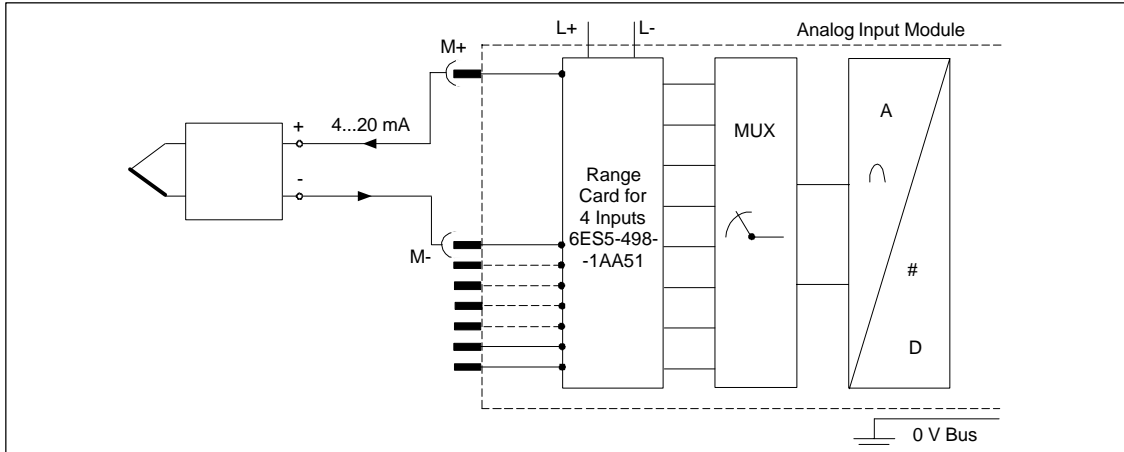 L+ L- Analog Input Module
M+
+ 4...20 mA
-
M-
Range
Card for
4 Inputs
6ES5-498-
-1AA51
MUX
A
#
D
0 V Bus